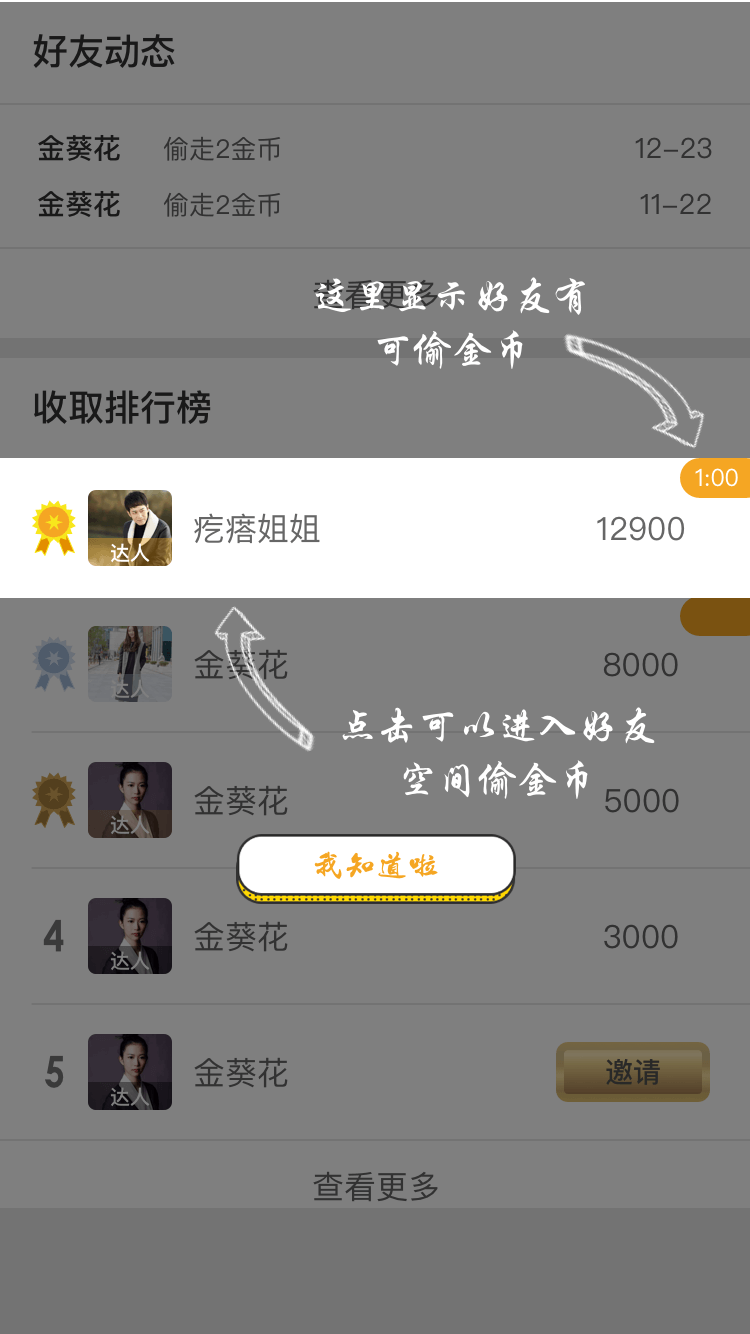 好友动态
金葵花 偷走2金币 12-23
金葵花 偷走2金币 11-22
查看更多
这里显示好友有
可偷金币
收取排行榜
1:00
达人 疙瘩姐姐 12900
达人 金葵花 8000
点击可以进入好友
空间偷金币
达人 金葵花 5000
我知道啦
4 达人 金葵花 3000
5 达人 金葵花 邀请
查看更多